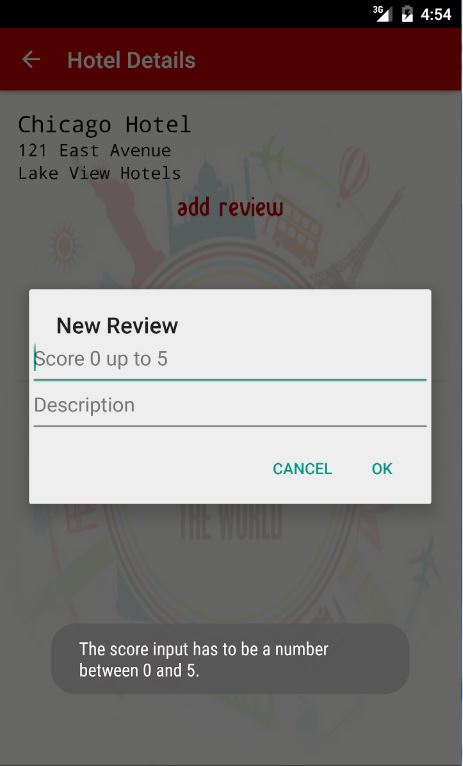 3G 4:54
Hotel Details
Chicago Hotel
121 East Avenue
Lake View Hotels
add review
New Review
Score 0 up to 5
Description
CANCEL OK
THE WORLD
The score input has to be a number
between 0 and 5.